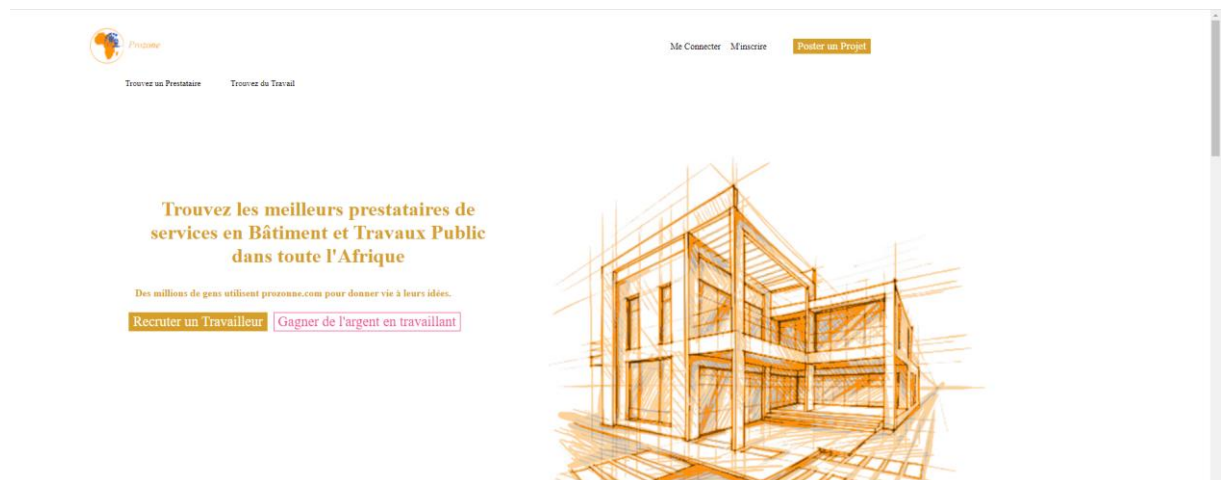 Prozone
Me Connecter M'inscrire Poster un Projet
Trouvez un Prestataire Trouvez du Travail
Trouvez les meilleurs prestataires de
services en Bâtiment et Travaux Public
dans toute l'Afrique
Des millions de gens utilisent prozonne.com pour donner vie à leurs idées.
Recruter un Travailleur Gagner de l'argent en travaillant